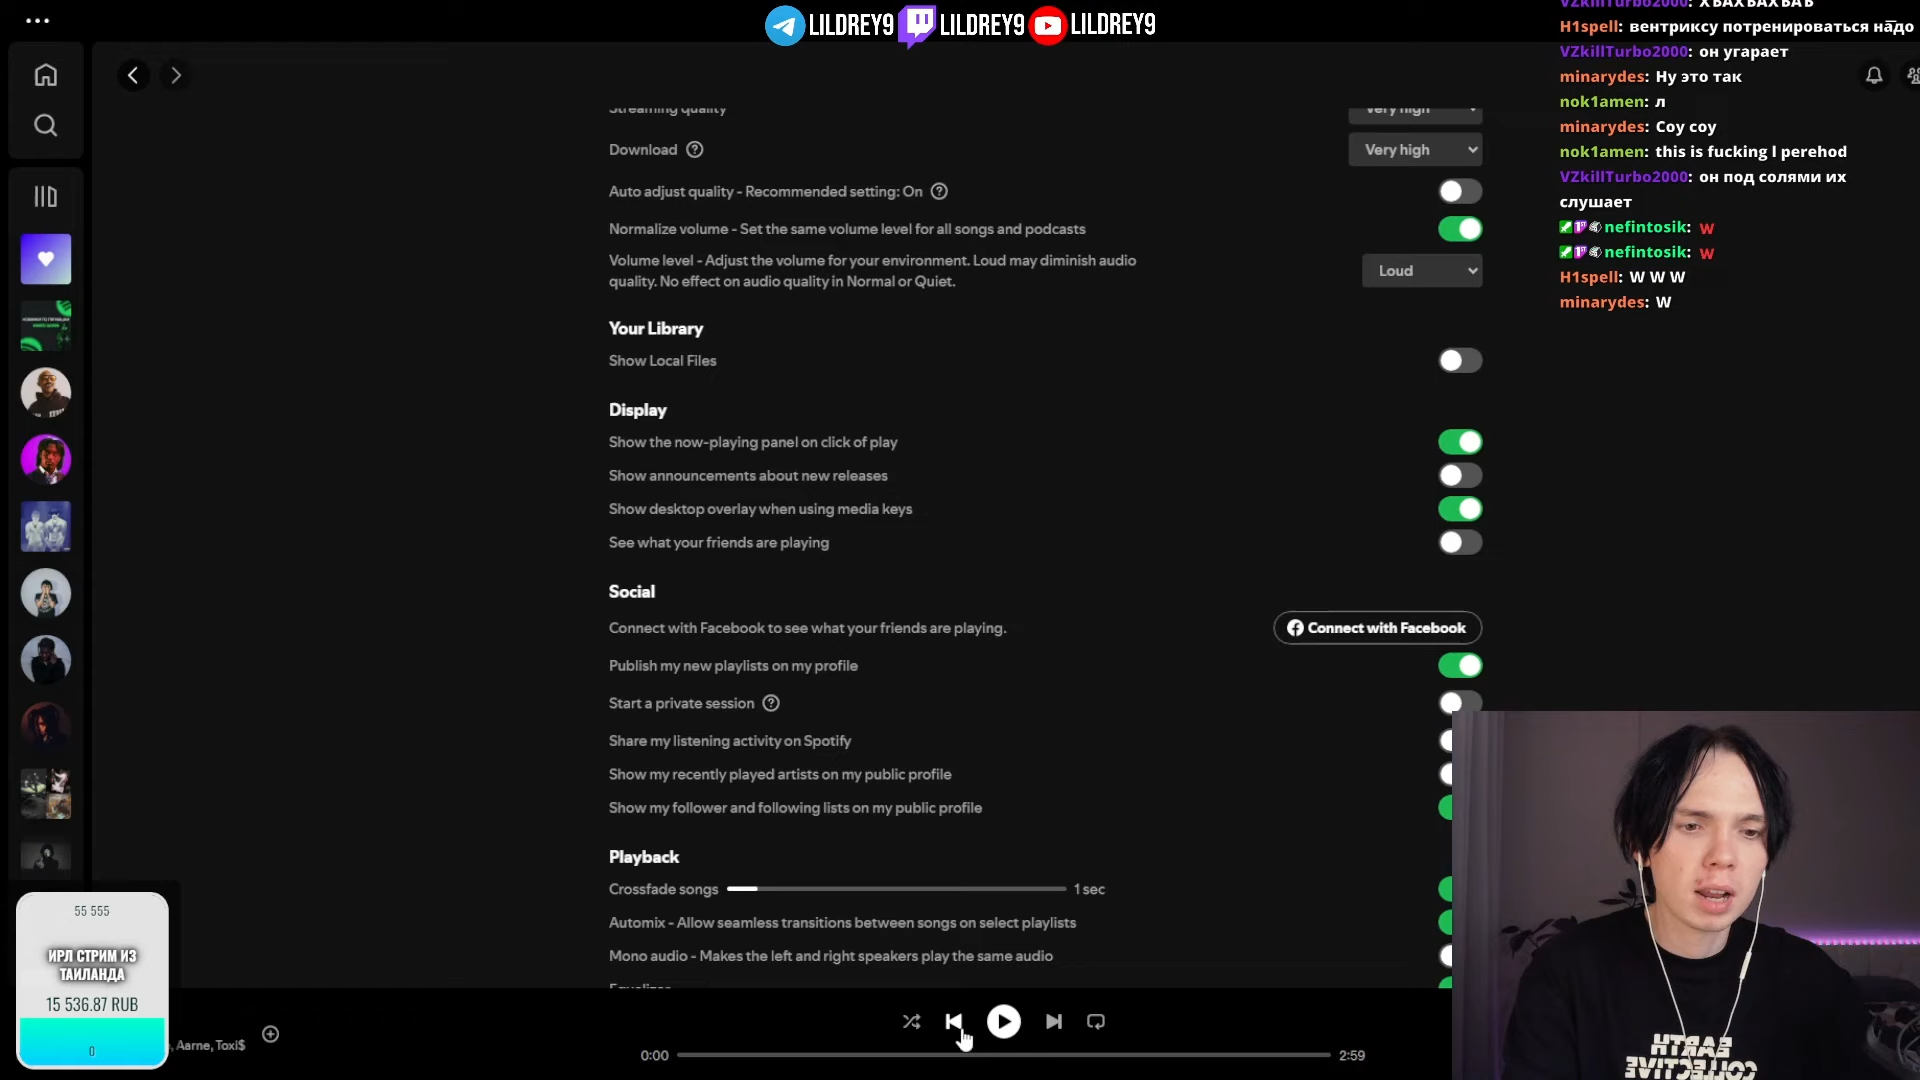 LILDREY9 LILDREY9 LILDREY9
Streaming quality Very high
Download Very high
Auto adjust quality - Recommended setting: On
Normalize volume - Set the same volume level for all songs and podcasts
Volume level - Adjust the volume for your environment. Loud may diminish audio
quality. No effect on audio quality in Normal or Quiet.
Loud
Your Library
Show Local Files
Display
Show the now-playing panel on click of play
Show announcements about new releases
Show desktop overlay when using media keys
See what your friends are playing
Social
Connect with Facebook to see what your friends are playing.
Connect with Facebook
Publish my new playlists on my profile
Start a private session
Share my listening activity on Spotify
Show my recently played artists on my public profile
Show my follower and following lists on my public profile
Playback
Crossfade songs 1 sec
Automix - Allow seamless transitions between songs on select playlists
Mono audio - Makes the left and right speakers play the same audio
Equalizer
VZkillTurbo2000: ХЪАХЪАХЪАЪ
H1spell: вентриксу потренироваться надо
VZkillTurbo2000: он угарает
minarydes: Ну это так
nok1amen: л
minarydes: Соу соу
nok1amen: this is fucking l perehod
VZkillTurbo2000: он под солями их
слушает
nefintosik: W
nefintosik: W
H1spell: W W W
minarydes: W
55 555
ИРЛ СТРИМ ИЗ
ТАИЛАНДА
15 536.87 RUB
0
, Aarne, Toxi$
0:00 2:59
EARTH
COLLECTIVE